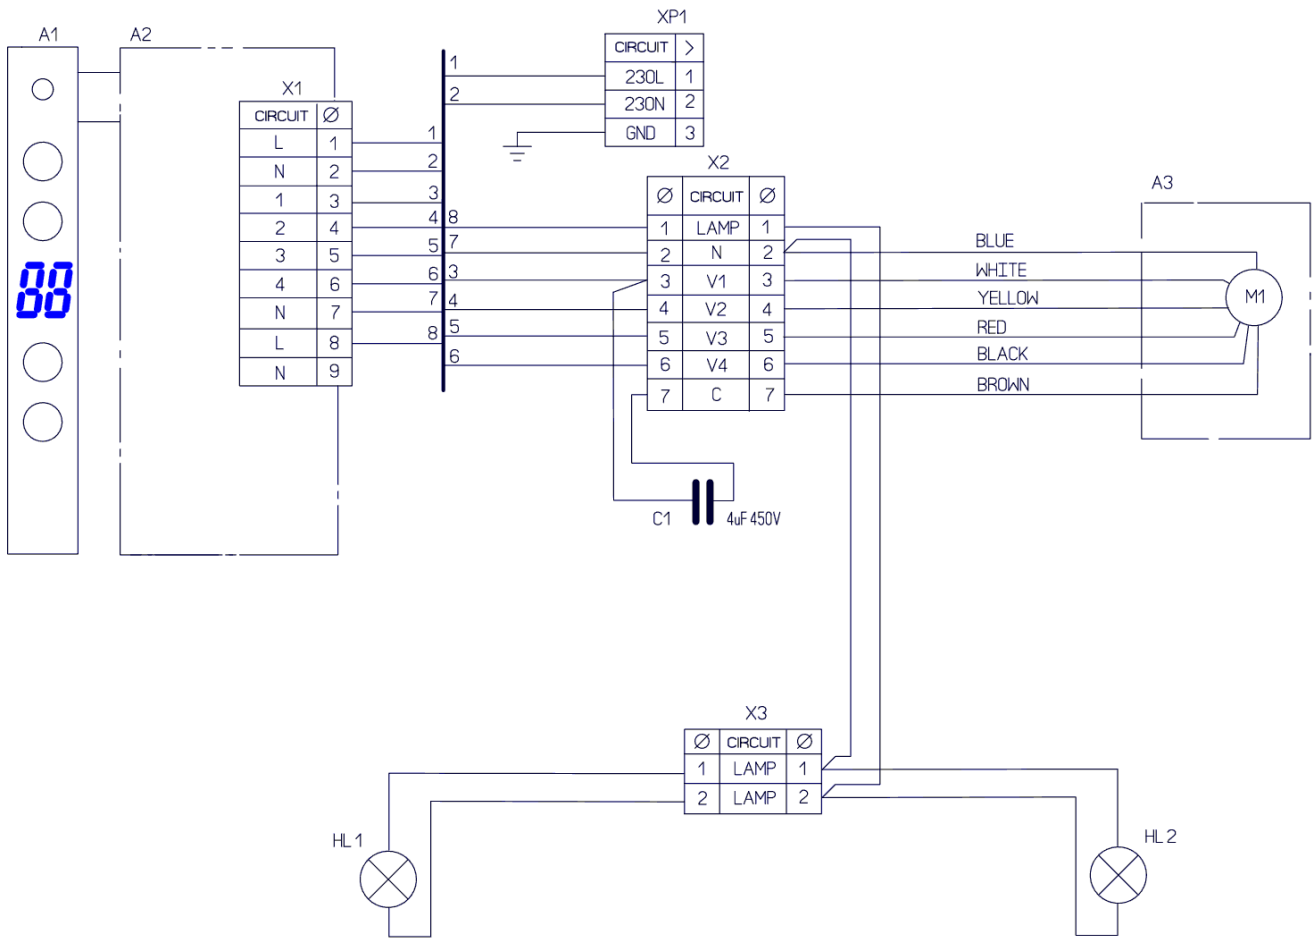 A1
A2
88
X1
CIRCUIT Ø
L 1
N 2
1 3
2 4
3 5
4 6
N 7
L 8
N 9
1
2
3
4
5
6
7
8
1
2
8
7
3
4
5
6
XP1
CIRCUIT >
230L 1
230N 2
GND 3
X2
Ø CIRCUIT Ø
1 LAMP 1
2 N 2
3 V1 3
4 V2 4
5 V3 5
6 V4 6
7 C 7
C1 4uF 450V
A3
BLUE
WHITE
YELLOW
RED
BLACK
BROWN
M1
X3
Ø CIRCUIT Ø
1 LAMP 1
2 LAMP 2
HL1
HL2